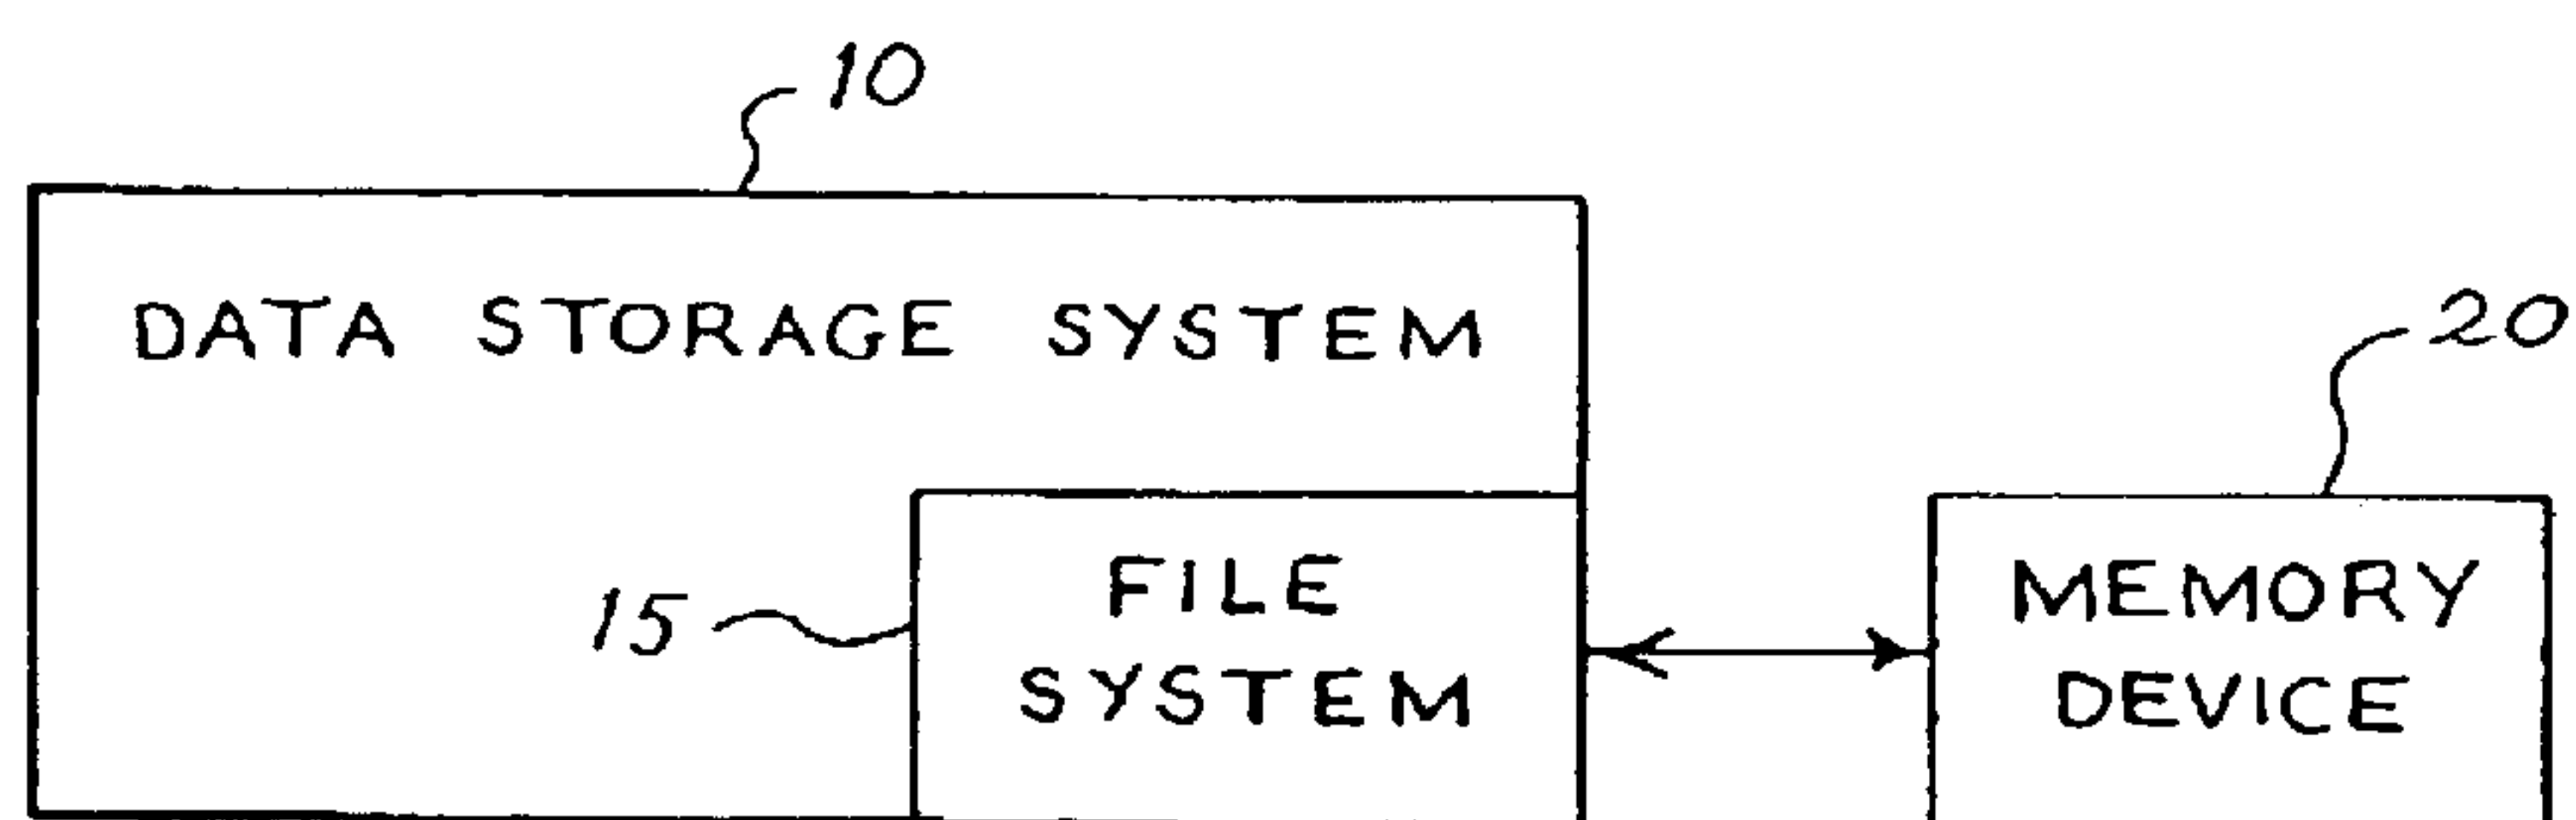 10
DATA STORAGE SYSTEM
20
15
FILE
SYSTEM
MEMORY
DEVICE